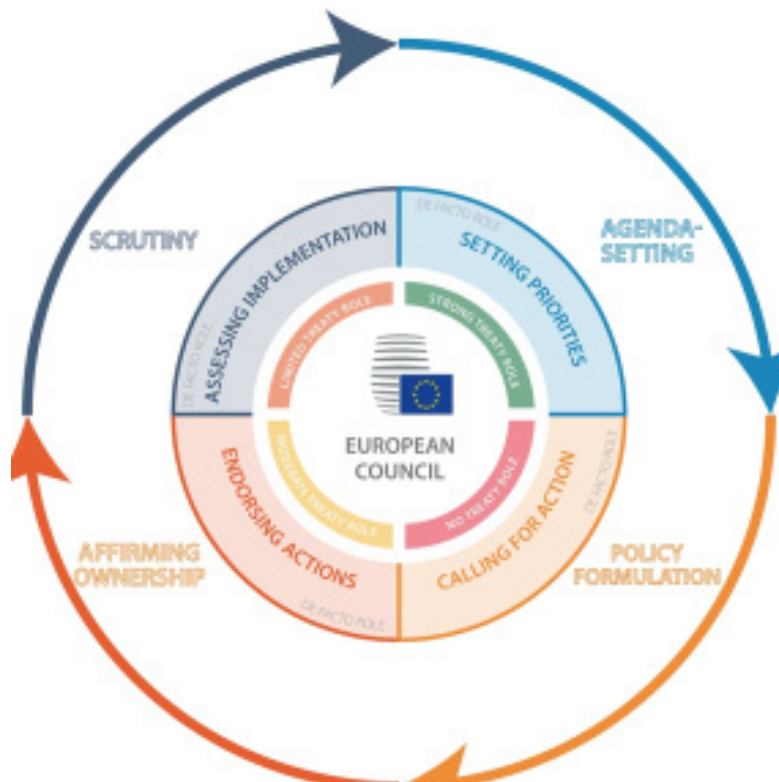 SCRUTINY
AGENDA-
SETTING
DE FACTO ROLE
ASSESSING IMPLEMENTATION
DE FACTO ROLE
SETTING PRIORITIES
LIMITED TREATY ROLE
STRONG TREATY ROLE
EUROPEAN
COUNCIL
MODERATE TREATY ROLE
NO TREATY ROLE
ENDORSING ACTIONS
DE FACTO ROLE
CALLING FOR ACTION
DE FACTO ROLE
AFFIRMING
OWNERSHIP
POLICY
FORMULATION